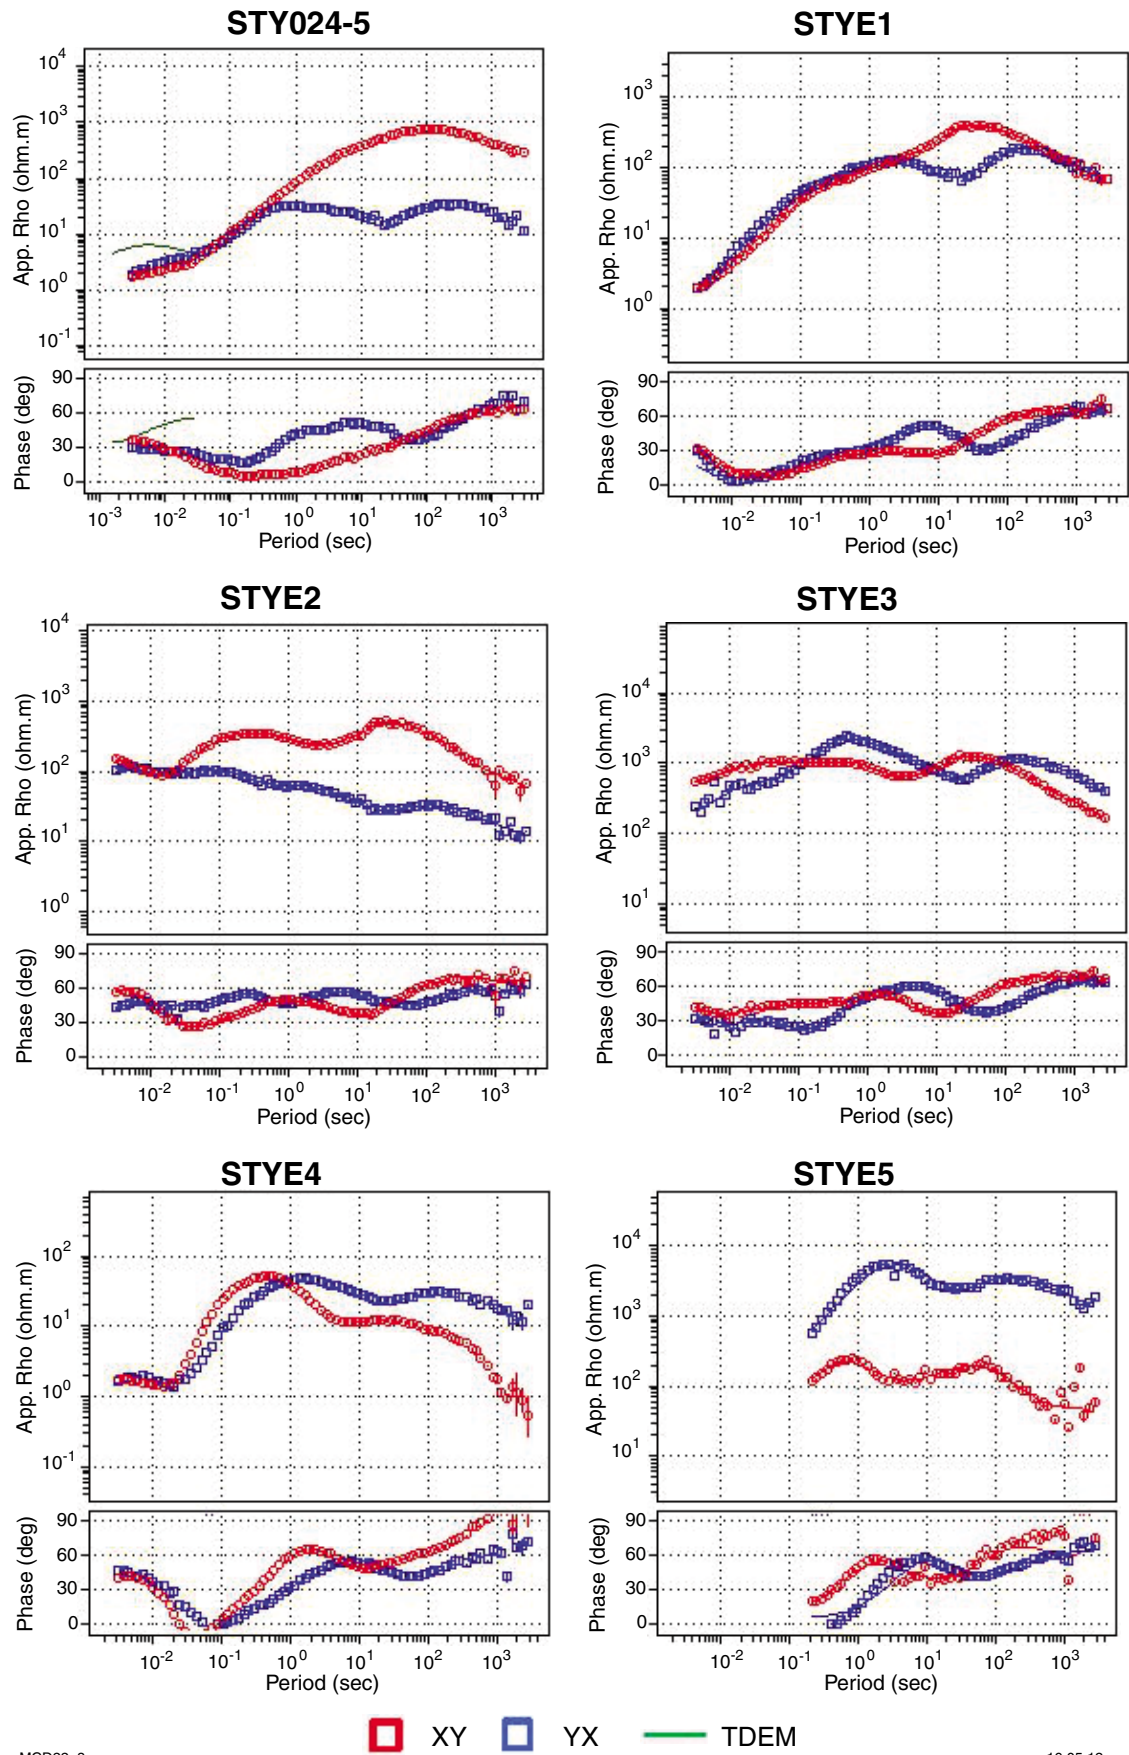 STY024-5
STYE1
10^4
10^3
10^2
10^1
10^0
10^-1
App. Rho (ohm.m)
10^3
10^2
10^1
10^0
App. Rho (ohm.m)
90
60
30
0
Phase (deg)
90
60
30
0
Phase (deg)
10^-3 10^-2 10^-1 10^0 10^1 10^2 10^3
Period (sec)
10^-2 10^-1 10^0 10^1 10^2 10^3
Period (sec)
STYE2
STYE3
10^4
10^3
10^2
10^1
10^0
App. Rho (ohm.m)
10^4
10^3
10^2
10^1
App. Rho (ohm.m)
90
60
30
0
Phase (deg)
90
60
30
0
Phase (deg)
10^-2 10^-1 10^0 10^1 10^2 10^3
Period (sec)
10^-2 10^-1 10^0 10^1 10^2 10^3
Period (sec)
STYE4
STYE5
10^2
10^1
10^0
10^-1
App. Rho (ohm.m)
10^4
10^3
10^2
10^1
App. Rho (ohm.m)
90
60
30
0
Phase (deg)
90
60
30
0
Phase (deg)
10^-2 10^-1 10^0 10^1 10^2 10^3
Period (sec)
10^-2 10^-1 10^0 10^1 10^2 10^3
Period (sec)
XY YX TDEM